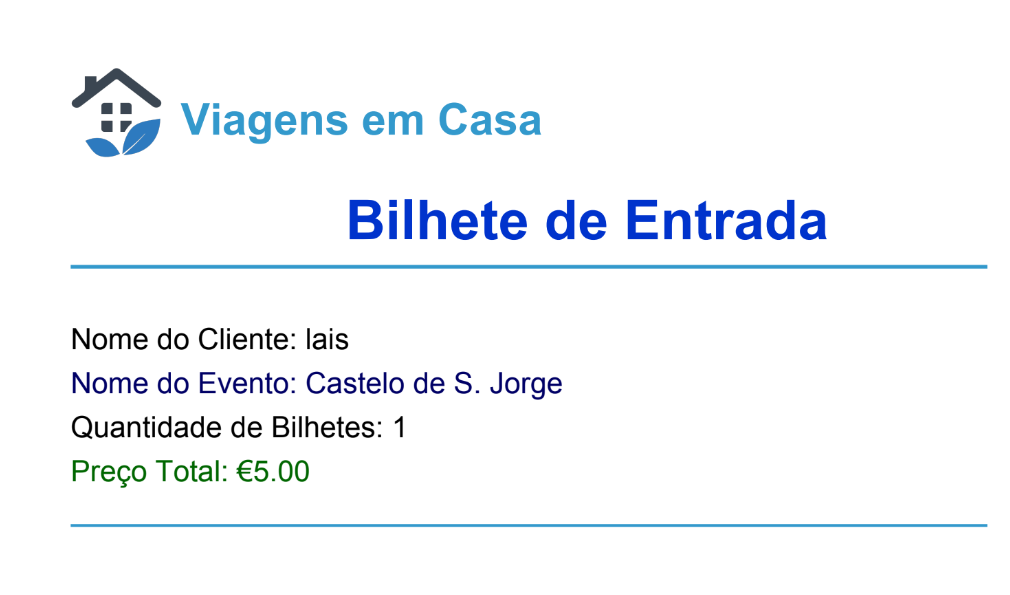 Viagens em Casa
Bilhete de Entrada
Nome do Cliente: lais
Nome do Evento: Castelo de S. Jorge
Quantidade de Bilhetes: 1
Preço Total: €5.00